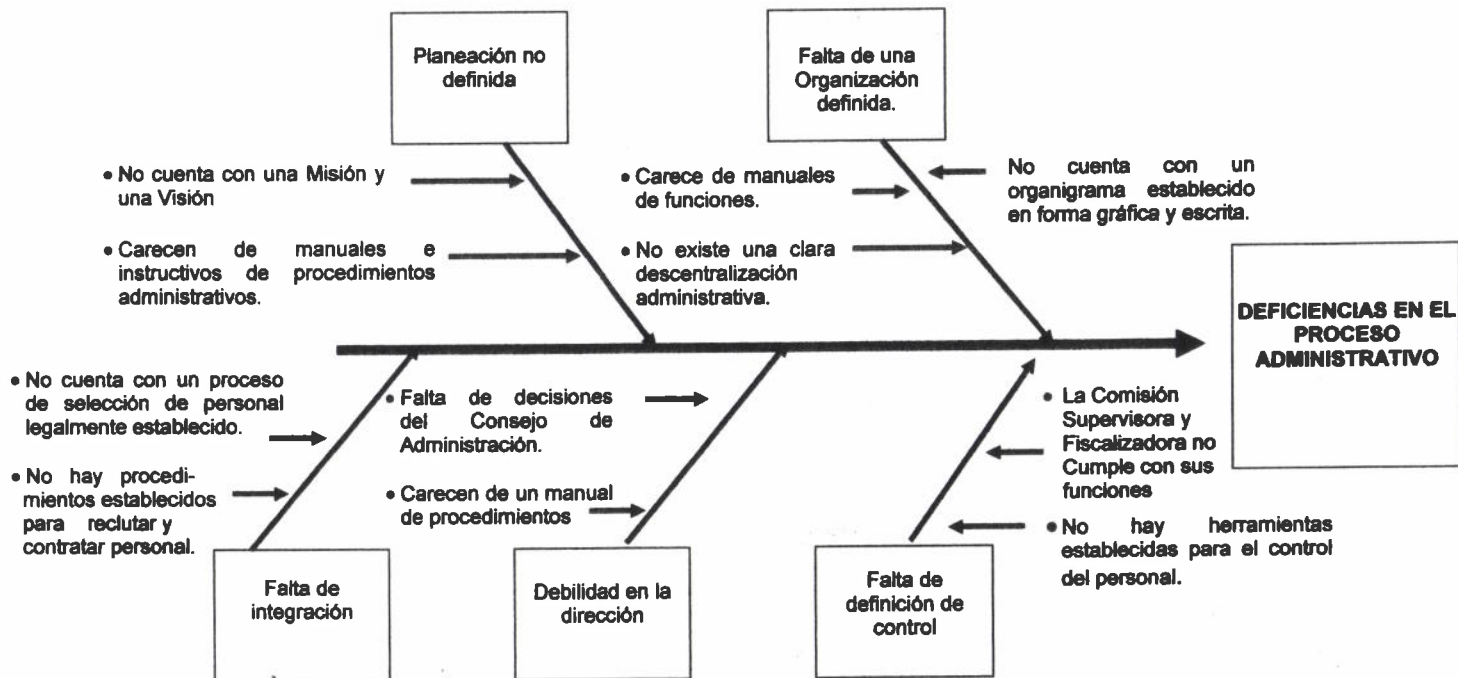 Planeación no
definida
Falta de una
Organización
definida.
• No cuenta con una Misión y
una Visión
• Carecen de manuales e
instructivos de procedimientos
administrativos.
• Carece de manuales
de funciones.
• No existe una clara
descentralización
administrativa.
No cuenta con un
organigrama establecido
en forma gráfica y escrita.
DEFICIENCIAS EN EL
PROCESO
ADMINISTRATIVO
• No cuenta con un proceso
de selección de personal
legalmente establecido.
• No hay procedi-
mientos establecidos
para reclutar y
contratar personal.
• Falta de decisiones
del Consejo de
Administración.
• Carecen de un manual
de procedimientos
• La Comisión
Supervisora y
Fiscalizadora no
Cumple con sus
funciones
• No hay herramientas
establecidas para el control
del personal.
Falta de
integración
Debilidad en la
dirección
Falta de
definición de
control